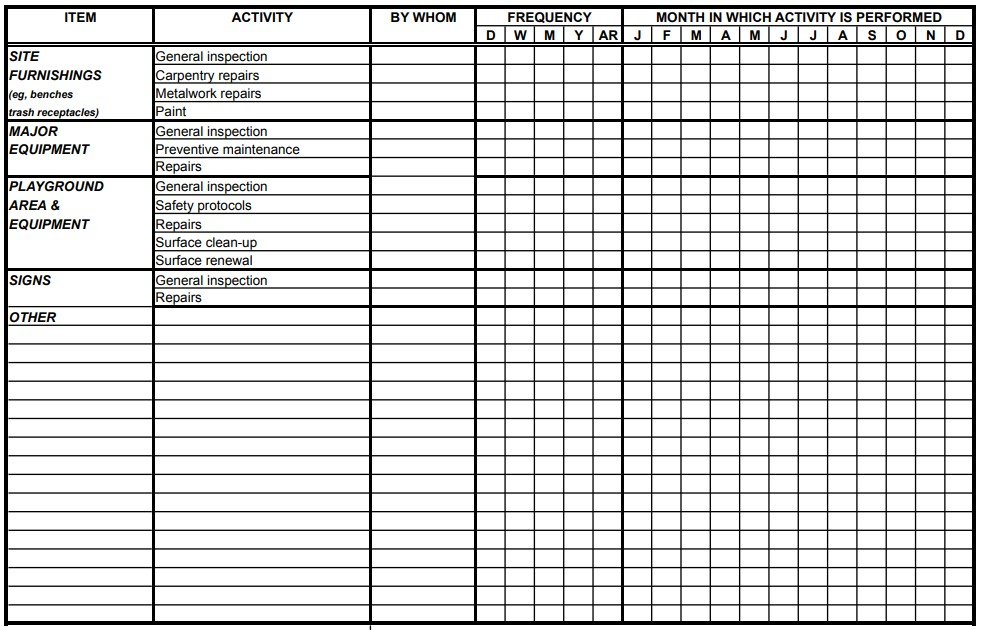 ITEM ACTIVITY BY WHOM FREQUENCY MONTH IN WHICH ACTIVITY IS PERFORMED
D W M Y AR J F M A M J J A S O N D
SITE General inspection
FURNISHINGS Carpentry repairs
(eg, benches Metalwork repairs
trash receptacles) Paint
MAJOR General inspection
EQUIPMENT Preventive maintenance
Repairs
PLAYGROUND General inspection
AREA & Safety protocols
EQUIPMENT Repairs
Surface clean-up
Surface renewal
SIGNS General inspection
Repairs
OTHER